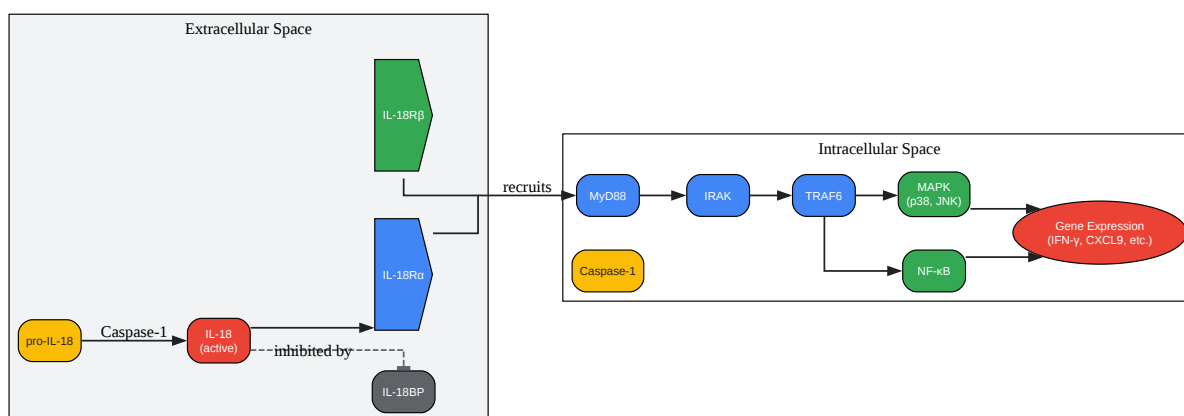 Extracellular Space
IL-18Rβ
IL-18Rα
pro-IL-18
Caspase-1
IL-18
(active)
inhibited by
IL-18BP
recruits
Intracellular Space
MyD88
IRAK
TRAF6
MAPK
(p38, JNK)
Gene Expression
(IFN-γ, CXCL9, etc.)
Caspase-1
NF-κB